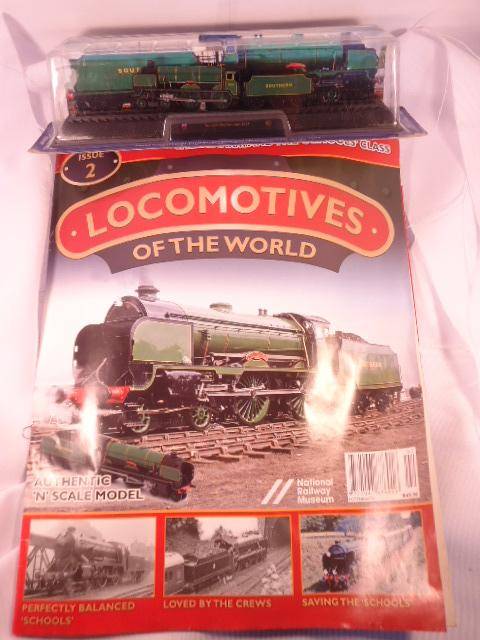 SOUT
SOUTHERN
'SCHOOLS' CLASS
ISSUE
2
LOCOMOTIVES
OF THE WORLD
AUTHENTIC
'N' SCALE MODEL
National
Railway
Museum
PERFECTLY BALANCED
'SCHOOLS'
LOVED BY THE CREWS
SAVING THE 'SCHOOLS'